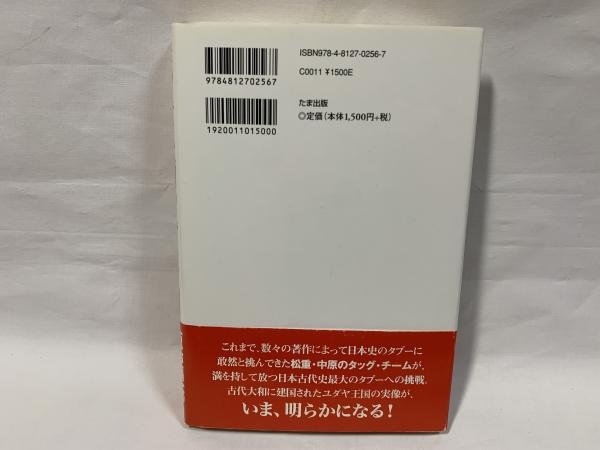 ISBN978-4-8127-0256-7
C0011 ¥1500E
9784812702567
たま出版
◎定価(本体1,500円+税)
1920011015000
これまで、数々の著作によって日本史のタブーに
敢然と挑んできた松重・中原のタッグ・チームが、
満を持して放つ日本古代史最大のタブーへの挑戦。
古代大和に建国されたユダヤ王国の実像が、
いま、明らかになる!